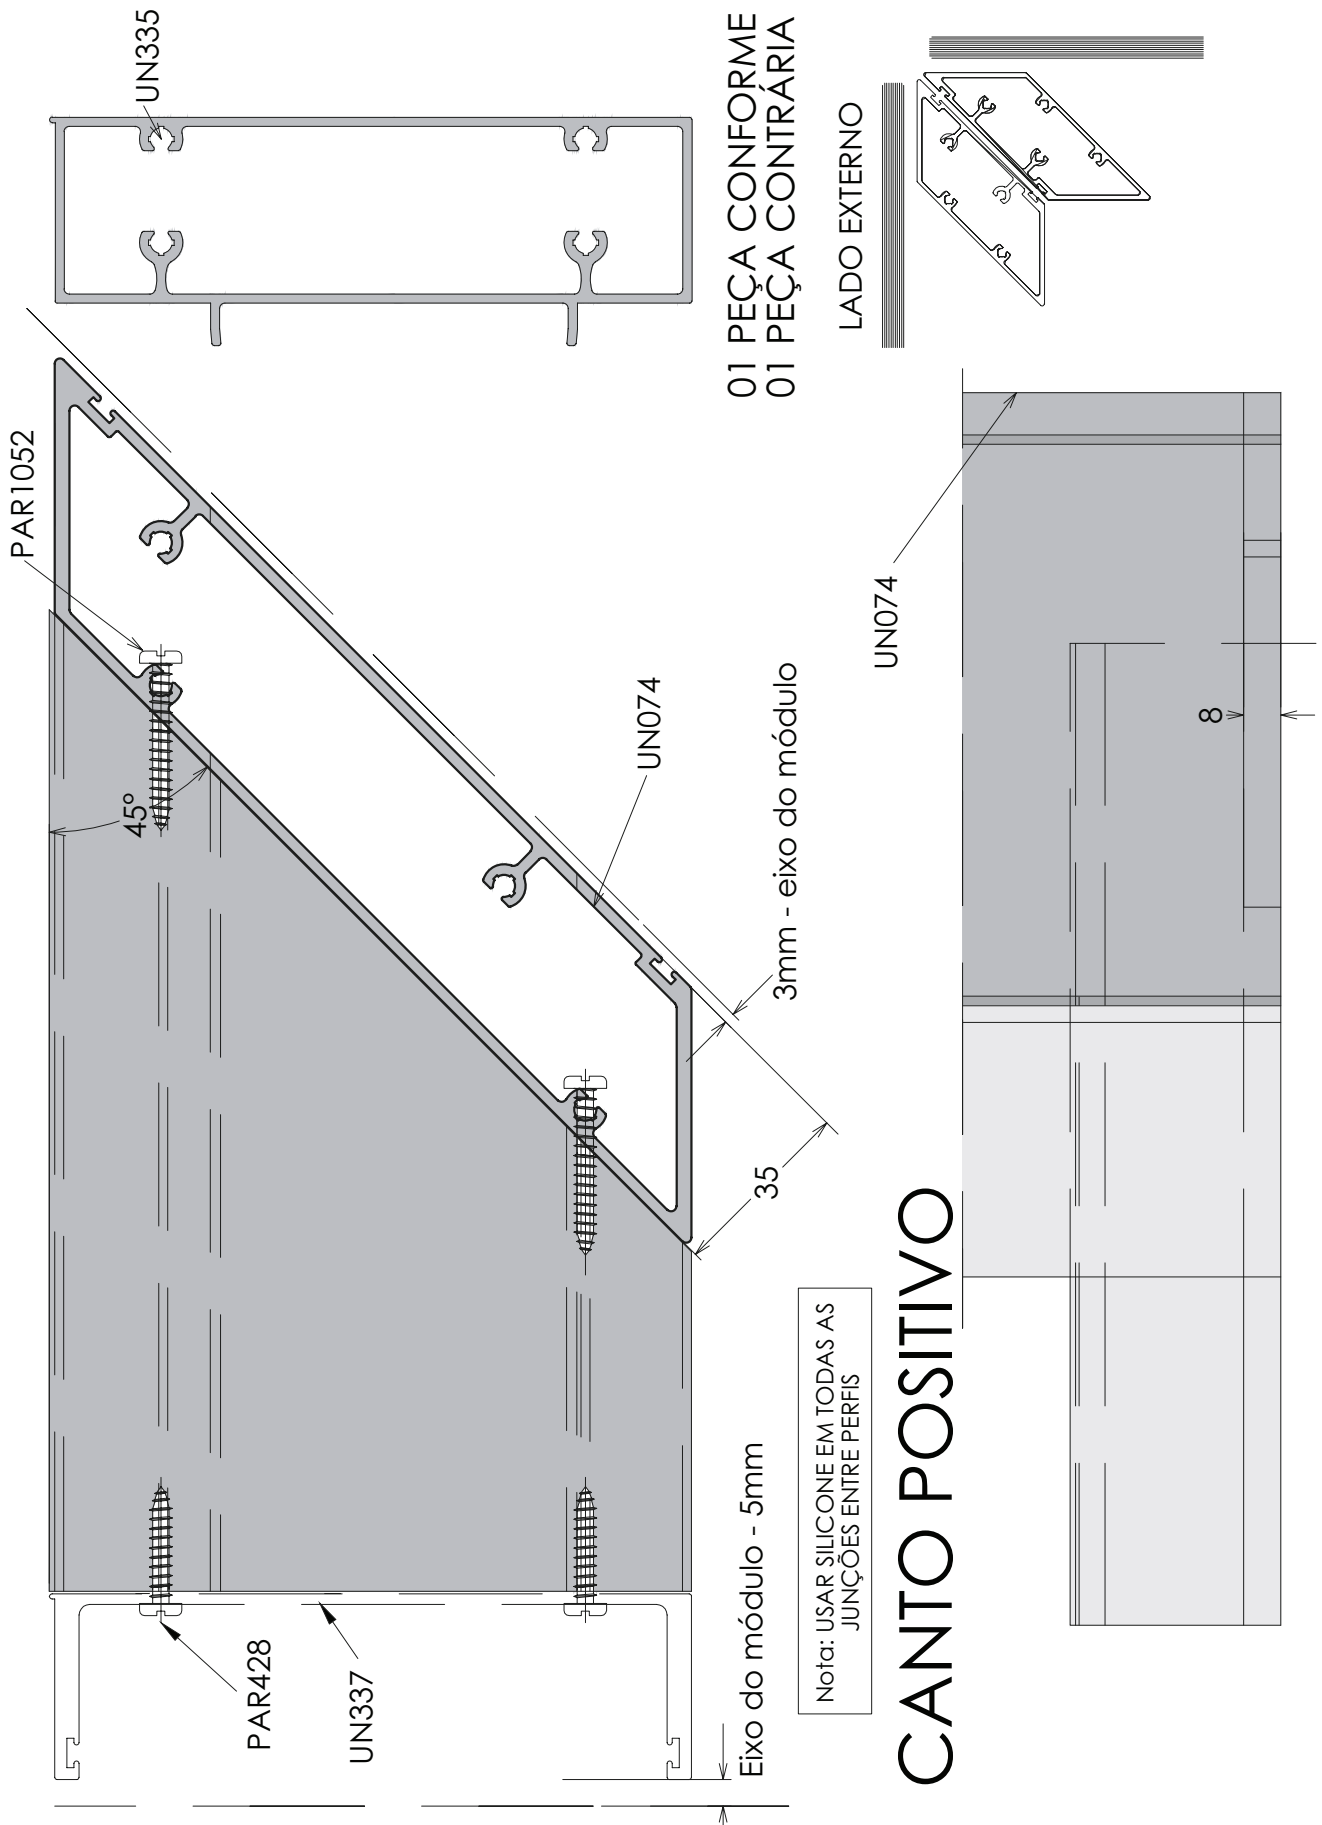 UN335
PAR1052
01 PEÇA CONFORME
01 PEÇA CONTRÁRIA
LADO EXTERNO
45º
UN074
3mm - eixo do módulo
35
UN074
8
PAR428
UN337
Eixo do módulo - 5mm
Nota: USAR SILICONE EM TODAS AS
JUNÇÕES ENTRE PERFIS
CANTO POSITIVO